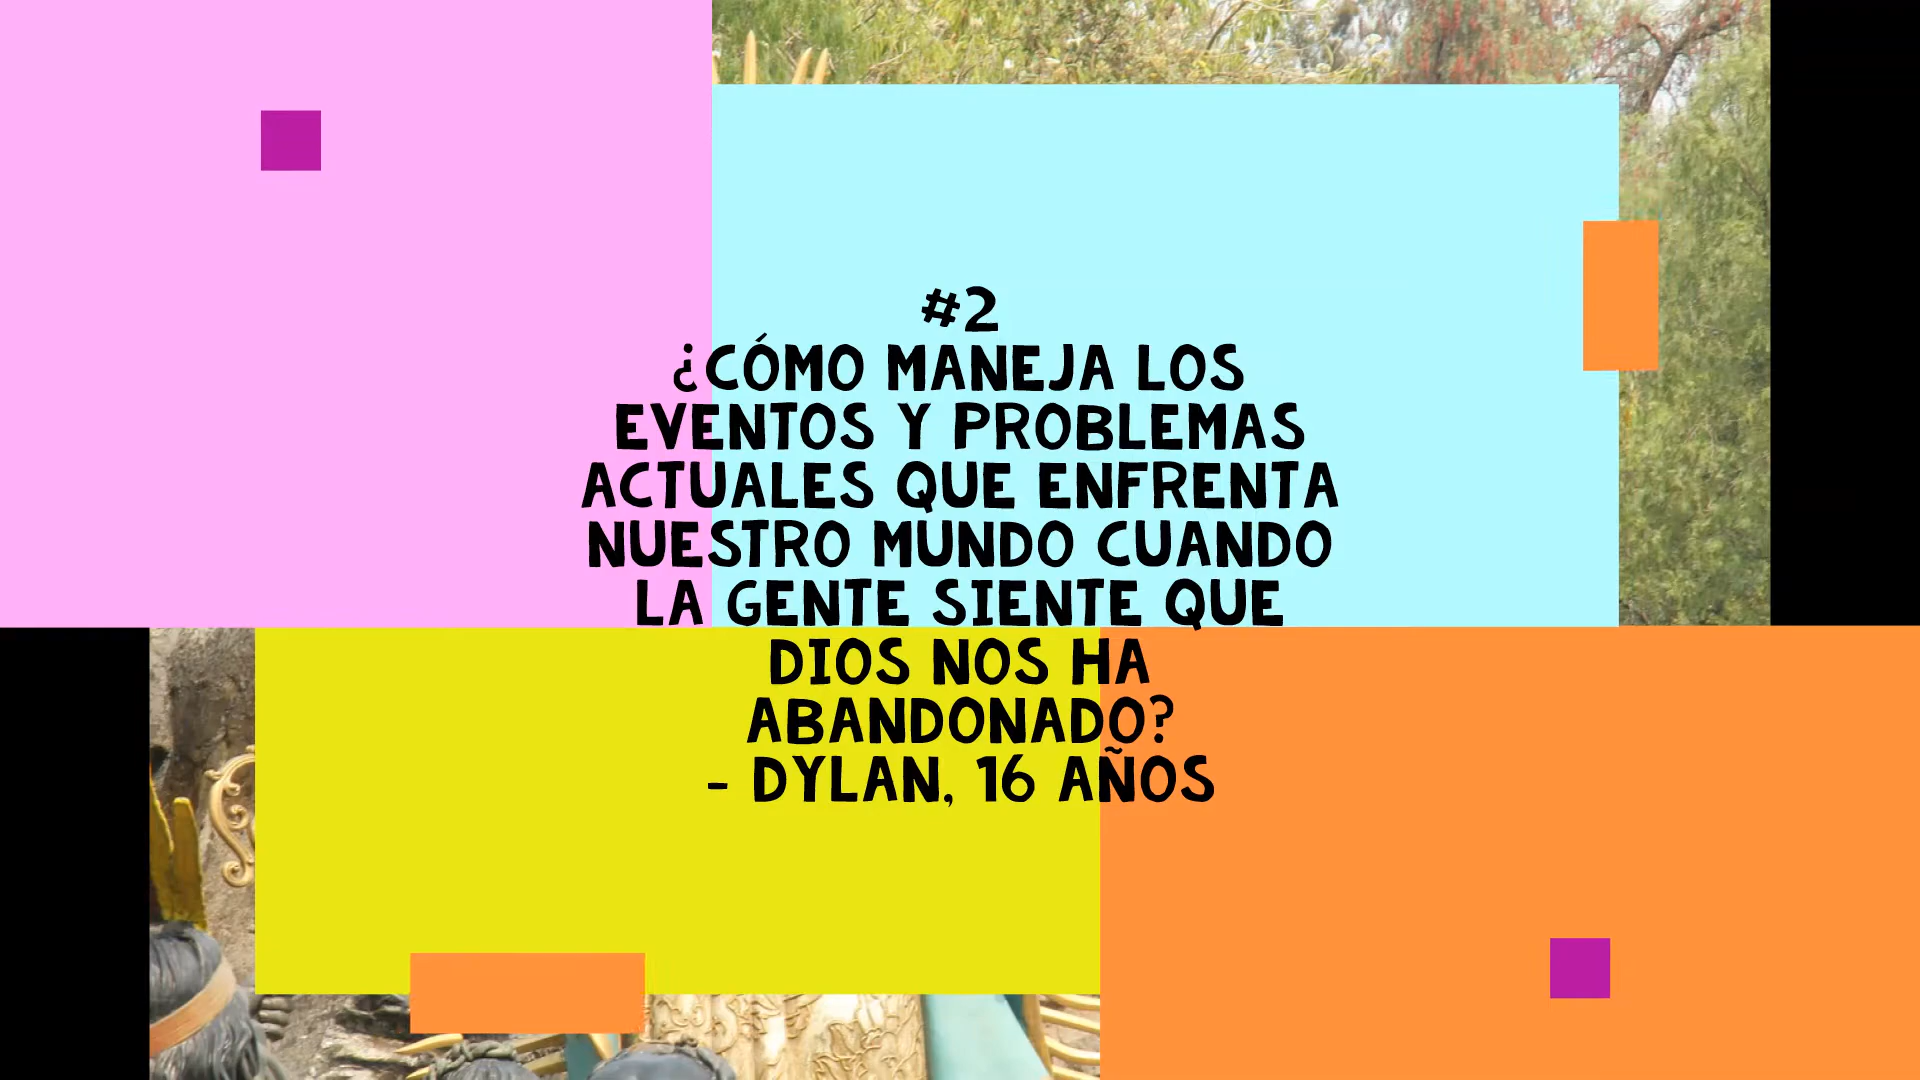 #2
¿CÓMO MANEJA LOS
EVENTOS Y PROBLEMAS
ACTUALES QUE ENFRENTA
NUESTRO MUNDO CUANDO
LA GENTE SIENTE QUE
DIOS NOS HA
ABANDONADO?
- DYLAN, 16 AÑOS